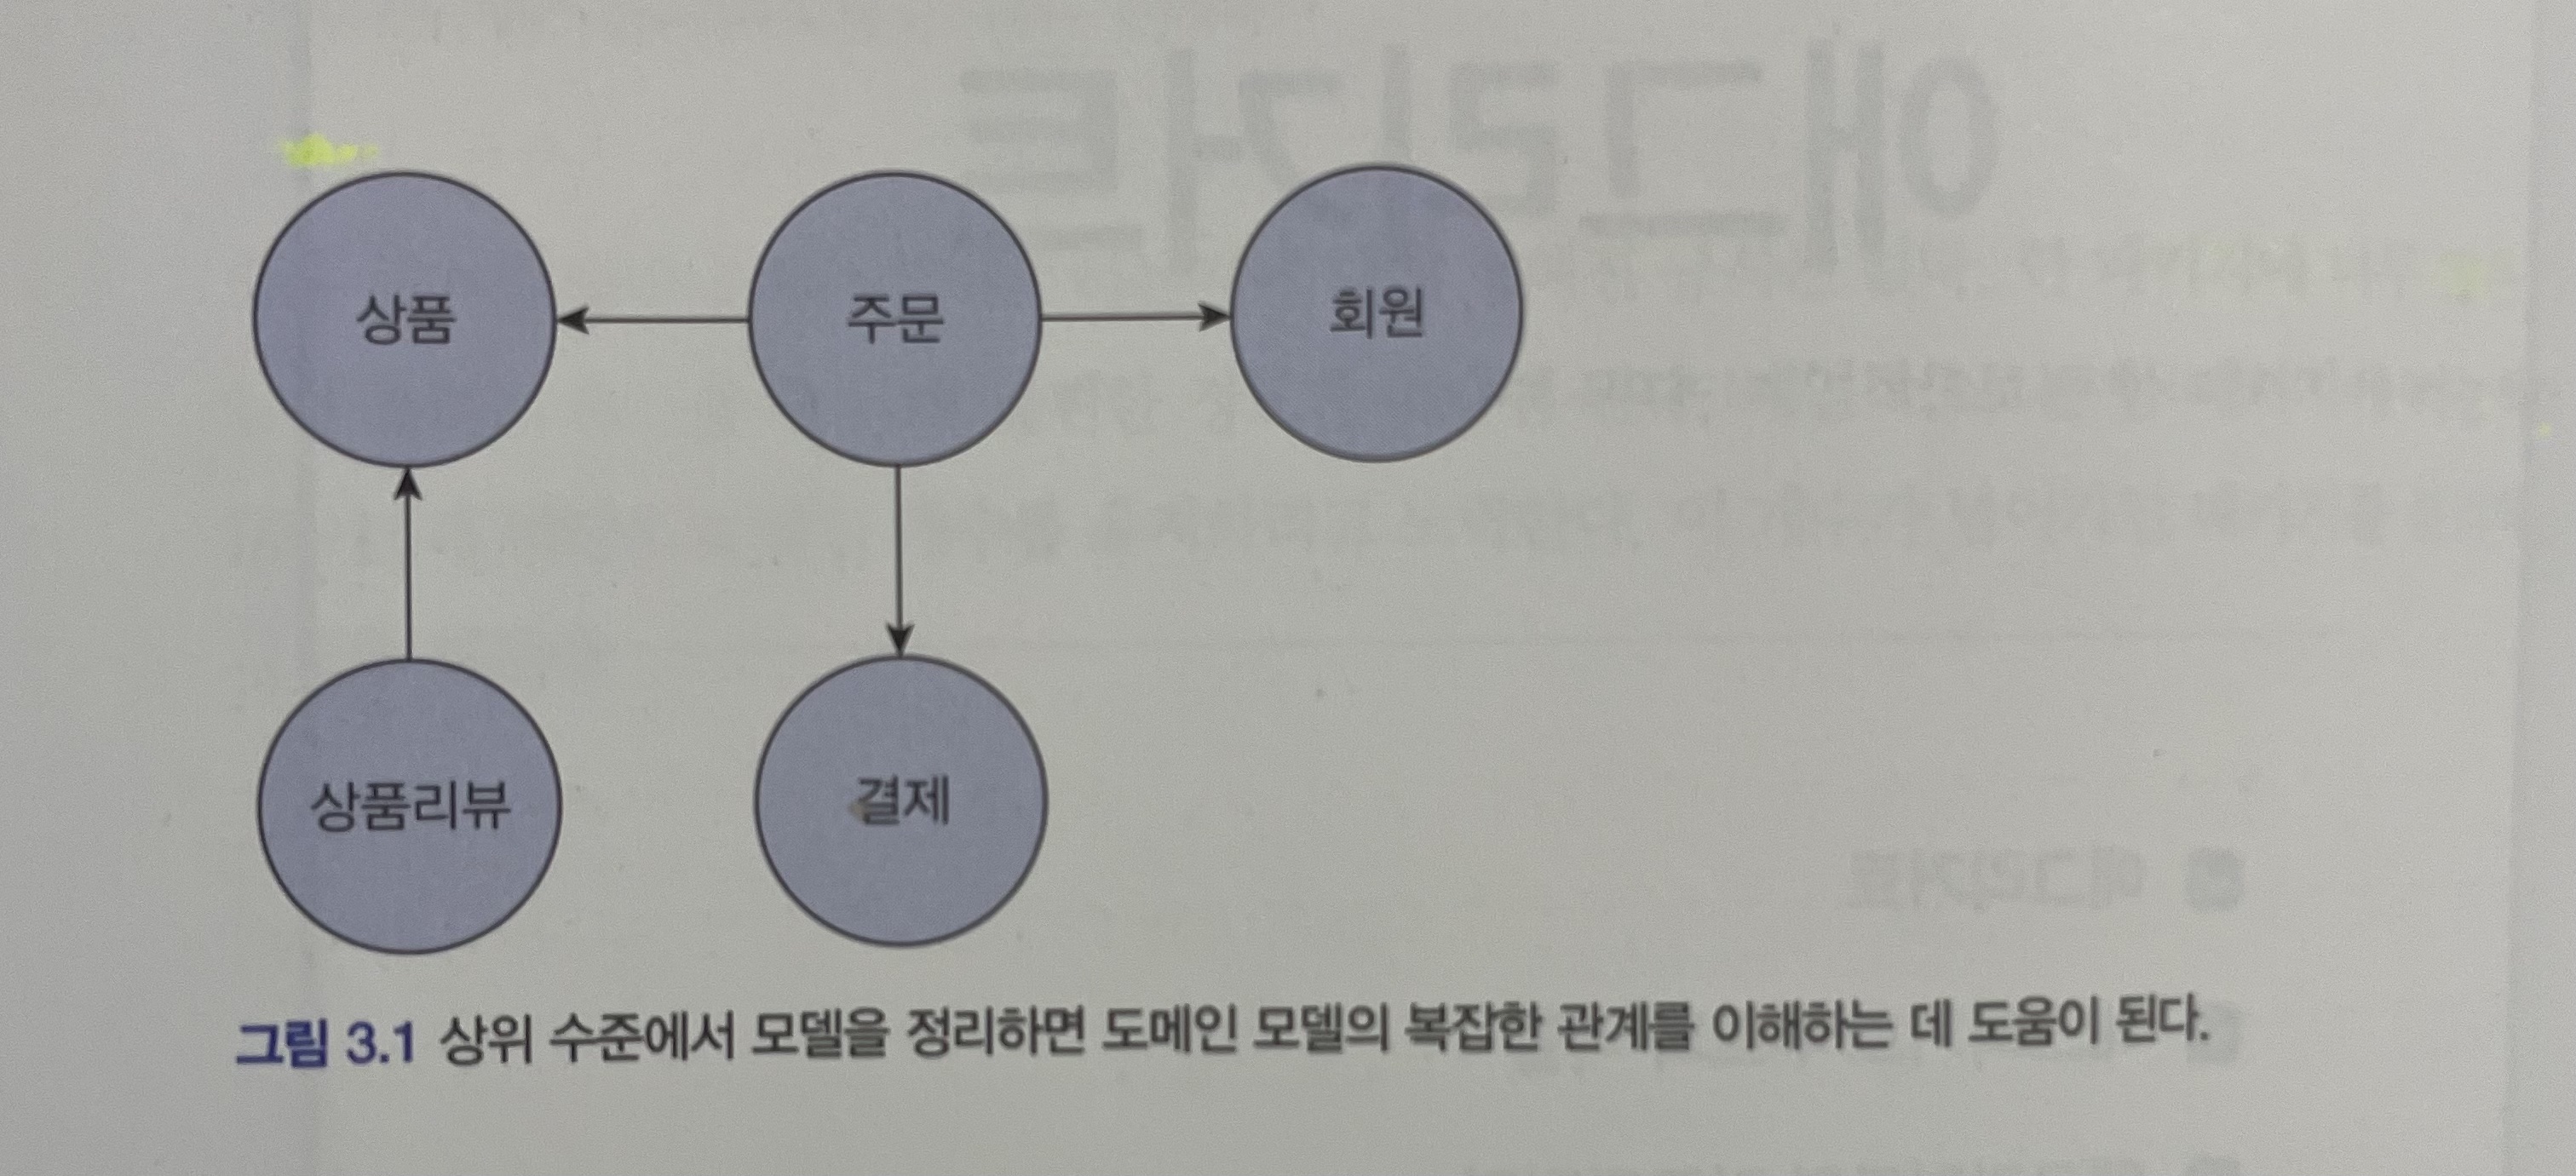 상품
주문
회원
상품리뷰
결제
그림 3.1 상위 수준에서 모델을 정리하면 도메인 모델의 복잡한 관계를 이해하는 데 도움이 된다.